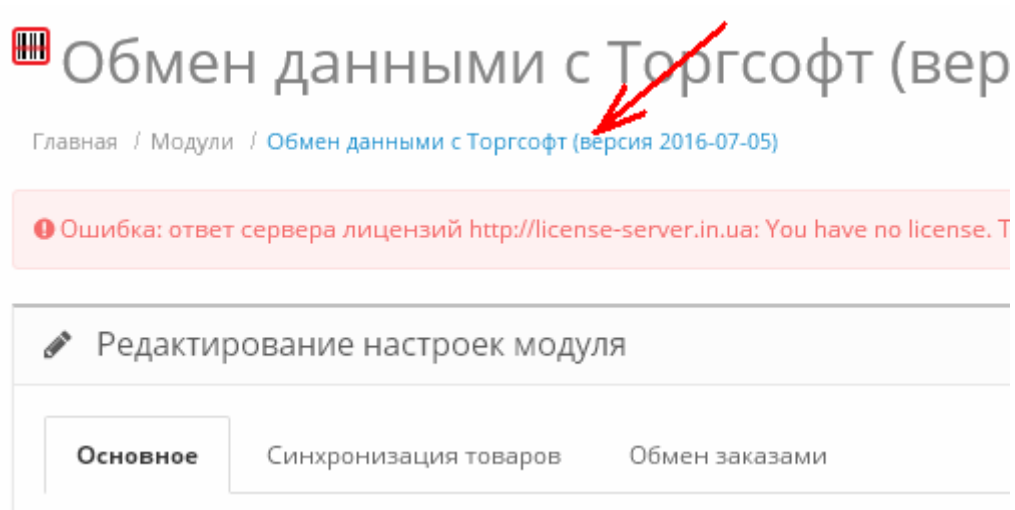 Обмен данными с Торгсофт (вер
Главная / Модули / Обмен данными с Торгсофт (версия 2016-07-05)
Ошибка: ответ сервера лицензий http://license-server.in.ua: You have no license. T
Редактирование настроек модуля
Основное Синхронизация товаров Обмен заказами